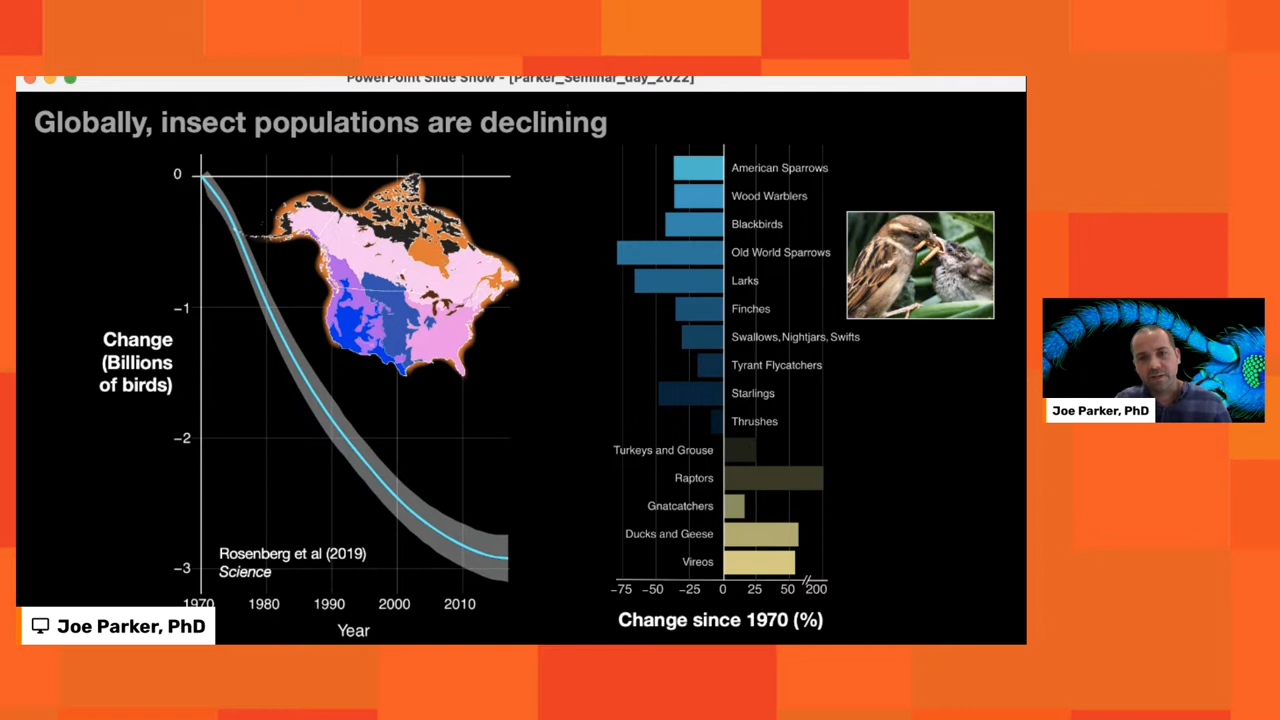 PowerPoint Slide Show - [Parker_Seminar_day_2022]
Globally, insect populations are declining
0
−1
−2
−3
Change
(Billions
of birds)
Rosenberg et al (2019)
Science
1970
1980
1990
2000
2010
Year
American Sparrows
Wood Warblers
Blackbirds
Old World Sparrows
Larks
Finches
Swallows, Nightjars, Swifts
Tyrant Flycatchers
Starlings
Thrushes
Turkeys and Grouse
Raptors
Gnatcatchers
Ducks and Geese
Vireos
−75
−50
−25
0
25
50
200
Change since 1970 (%)
Joe Parker, PhD
Joe Parker, PhD